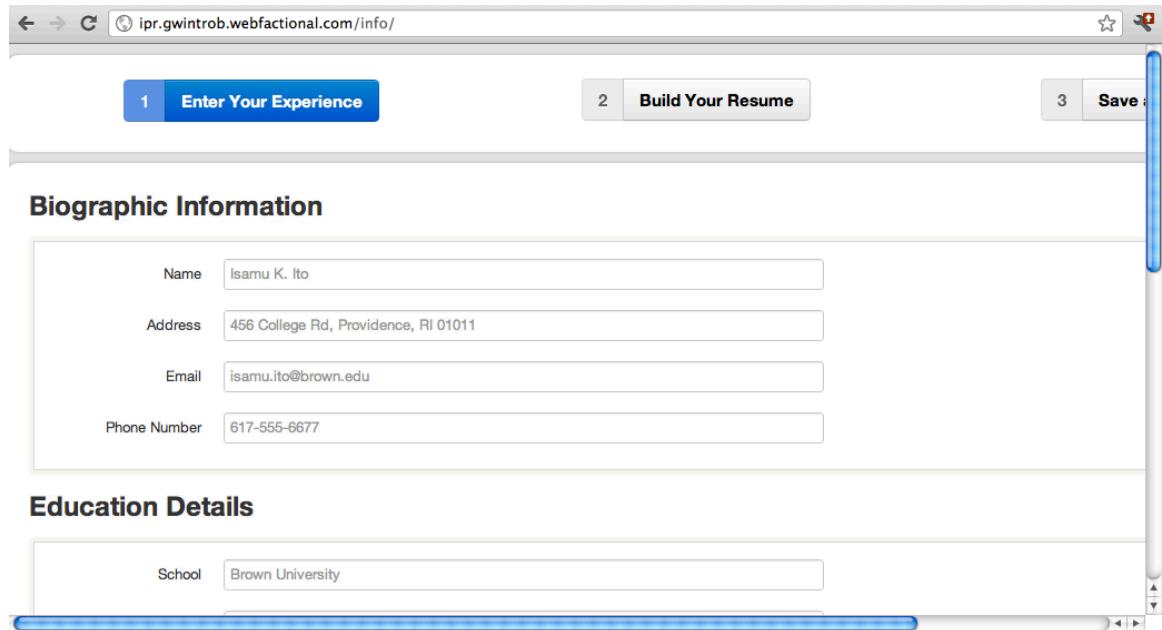 ipr.gwintrob.webfactional.com/info/
1 Enter Your Experience 2 Build Your Resume 3 Save
Biographic Information
Name Isamu K. Ito
Address 456 College Rd, Providence, RI 01011
Email isamu.ito@brown.edu
Phone Number 617-555-6677
Education Details
School Brown University